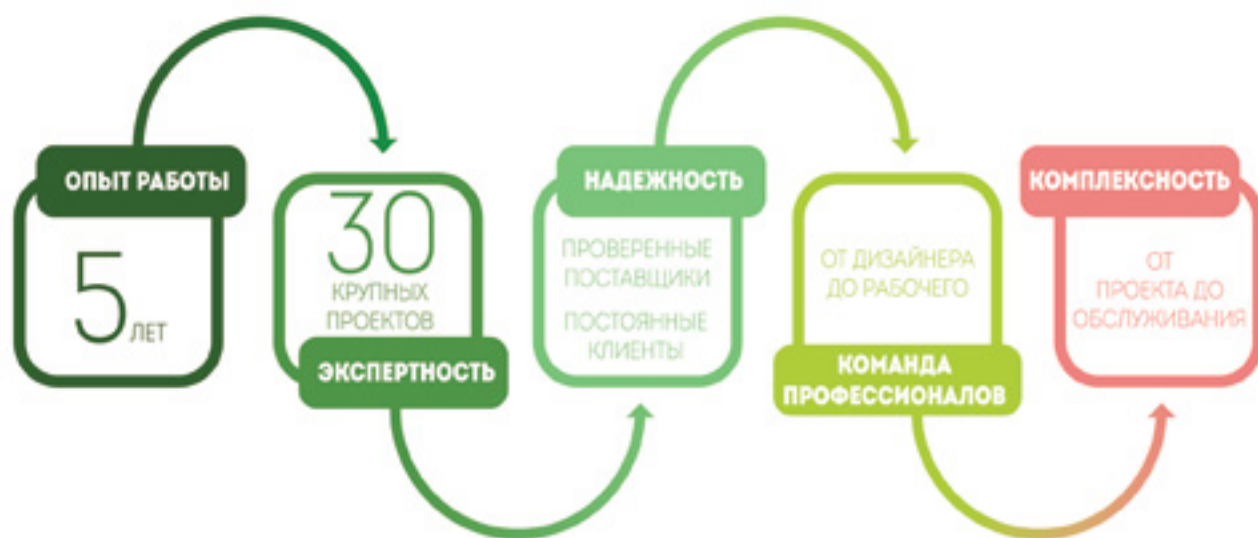 ОПЫТ РАБОТЫ
5 ЛЕТ
30
КРУПНЫХ
ПРОЕКТОВ
ЭКСПЕРТНОСТЬ
НАДЕЖНОСТЬ
ПРОВЕРЕННЫЕ
ПОСТАВЩИКИ
ПОСТОЯННЫЕ
КЛИЕНТЫ
ОТ ДИЗАЙНЕРА
ДО РАБОЧЕГО
КОМАНДА
ПРОФЕССИОНАЛОВ
КОМПЛЕКСНОСТЬ
ОТ
ПРОЕКТА ДО
ОБСЛУЖИВАНИЯ